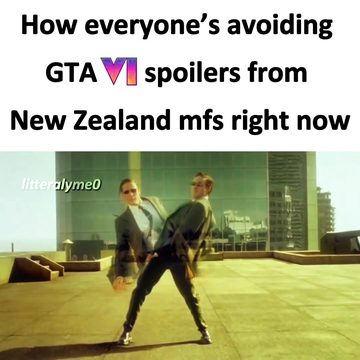 How everyone’s avoiding
GTA VI spoilers from
New Zealand mfs right now
litteralyme0